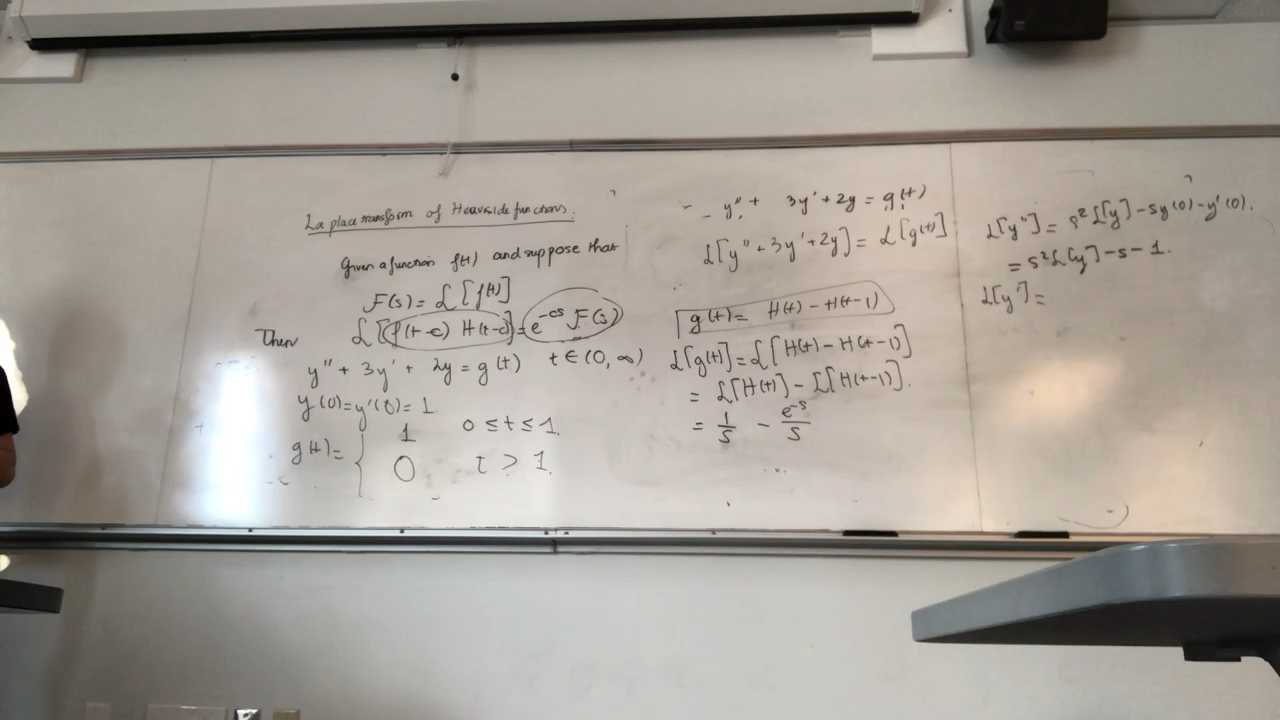 Laplace transform of Heaviside functions.
Given a function f(t) and suppose that
F(s) = ℒ[f(t)]
Then ℒ[f(t-c) H(t-c)] = e^{-cs} F(s)
y'' + 3y' + 2y = g(t) t ∈ (0, ∞)
y(0) = y'(0) = 1.
g(t) = { 1 0 ≤ t ≤ 1.
0 t > 1.
y'' + 3y' + 2y = g(t)
ℒ[y'' + 3y' + 2y] = ℒ[g(t)]
g(t) = H(t) - H(t-1)
ℒ[g(t)] = ℒ[H(t) - H(t-1)]
= ℒ[H(t)] - ℒ[H(t-1)].
= 1/s - e^{-s}/s
...
ℒ[y''] = s²ℒ[y] - sy(0) - y'(0).
= s²ℒ[y] - s - 1.
ℒ[y'] =